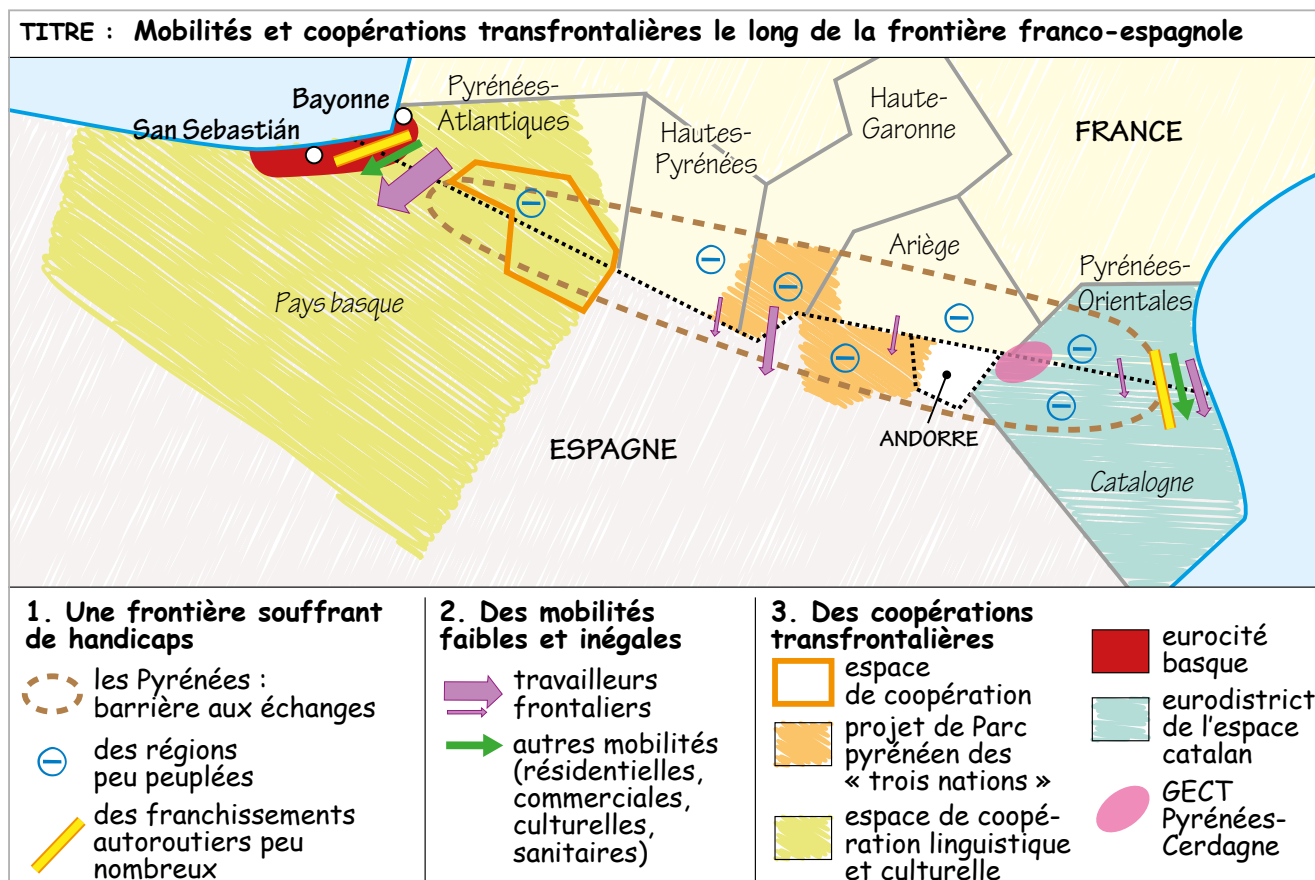 TITRE : Mobilités et coopérations transfrontalières le long de la frontière franco-espagnole
Bayonne
San Sebastián
Pyrénées-
Atlantiques
Hautes-
Pyrénées
Haute-
Garonne
FRANCE
Ariège
Pyrénées-
Orientales
Pays basque
ESPAGNE
ANDORRE
Catalogne
1. Une frontière souffrant
de handicaps
les Pyrénées :
barrière aux échanges
des régions
peu peuplées
des franchissements
autoroutiers peu
nombreux
2. Des mobilités
faibles et inégales
travailleurs
frontaliers
autres mobilités
(résidentielles,
commerciales,
culturelles,
sanitaires)
3. Des coopérations
transfrontalières
espace
de coopération
projet de Parc
pyrénéen des
« trois nations »
espace de coopé-
ration linguistique
et culturelle
eurocité
basque
eurodistrict
de l'espace
catalan
GECT
Pyrénées-
Cerdagne